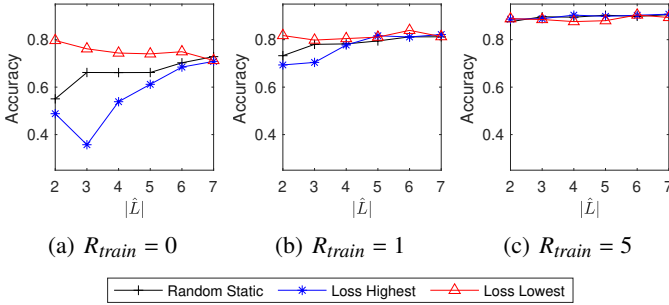 0.8
0.6
0.4
Accuracy
2 3 4 5 6 7
|L̂|
(a) R_train = 0
0.8
0.6
0.4
Accuracy
2 3 4 5 6 7
|L̂|
(b) R_train = 1
0.8
0.6
0.4
Accuracy
2 3 4 5 6 7
|L̂|
(c) R_train = 5
Random Static Loss Highest Loss Lowest